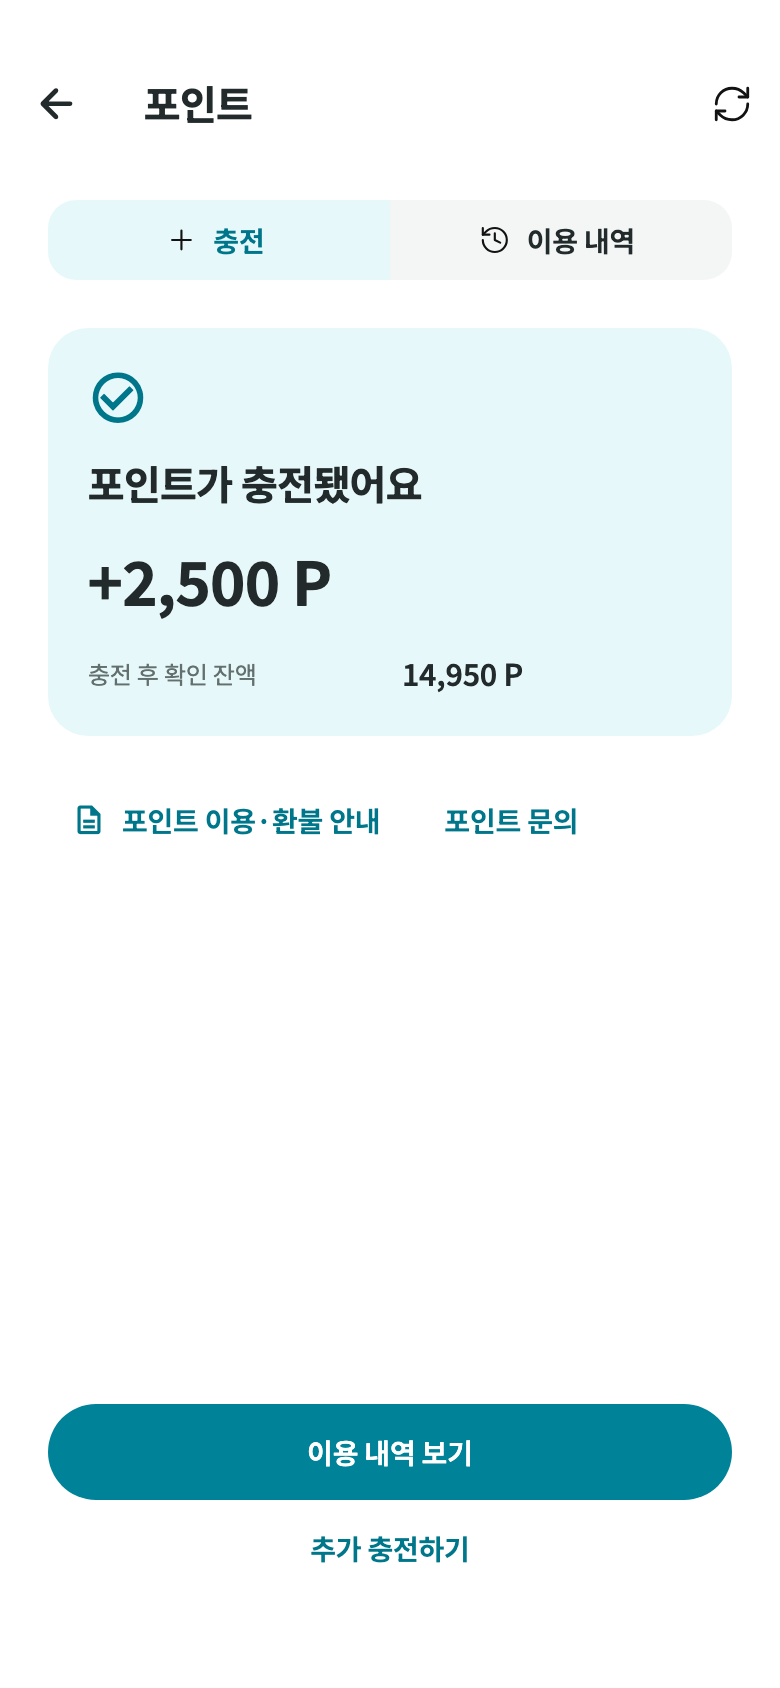 포인트
충전
이용 내역
포인트가 충전됐어요
+2,500 P
충전 후 확인 잔액 14,950 P
포인트 이용·환불 안내 포인트 문의
이용 내역 보기
추가 충전하기